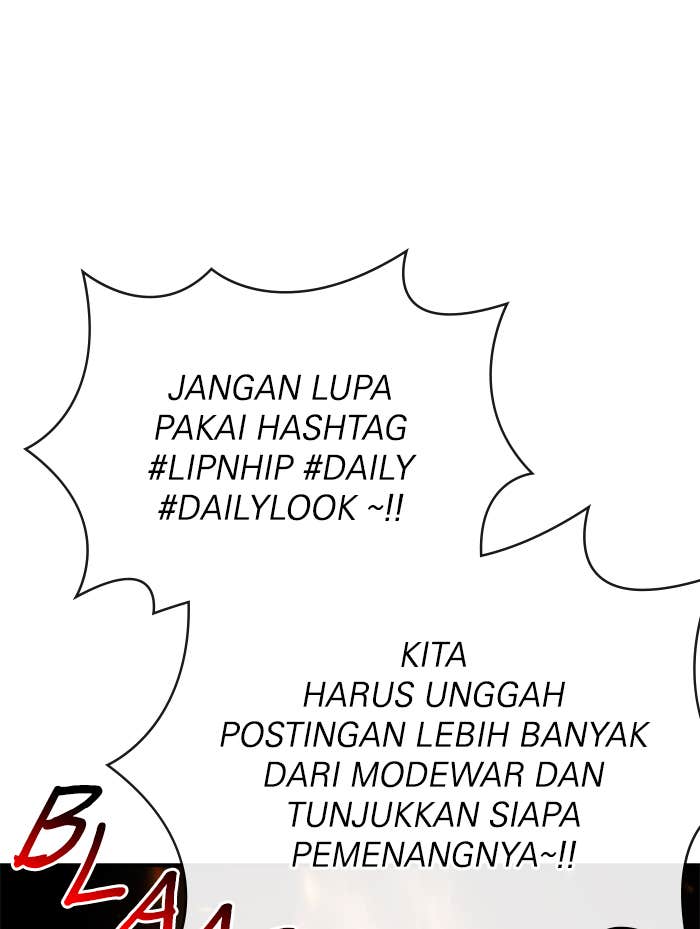 JANGAN LUPA
PAKAI HASHTAG
#LIPNHIP #DAILY
#DAILYLOOK ~!!
KITA
HARUS UNGGAH
POSTINGAN LEBIH BANYAK
DARI MODEWAR DAN
TUNJUKKAN SIAPA
PEMENANGNYA~!!